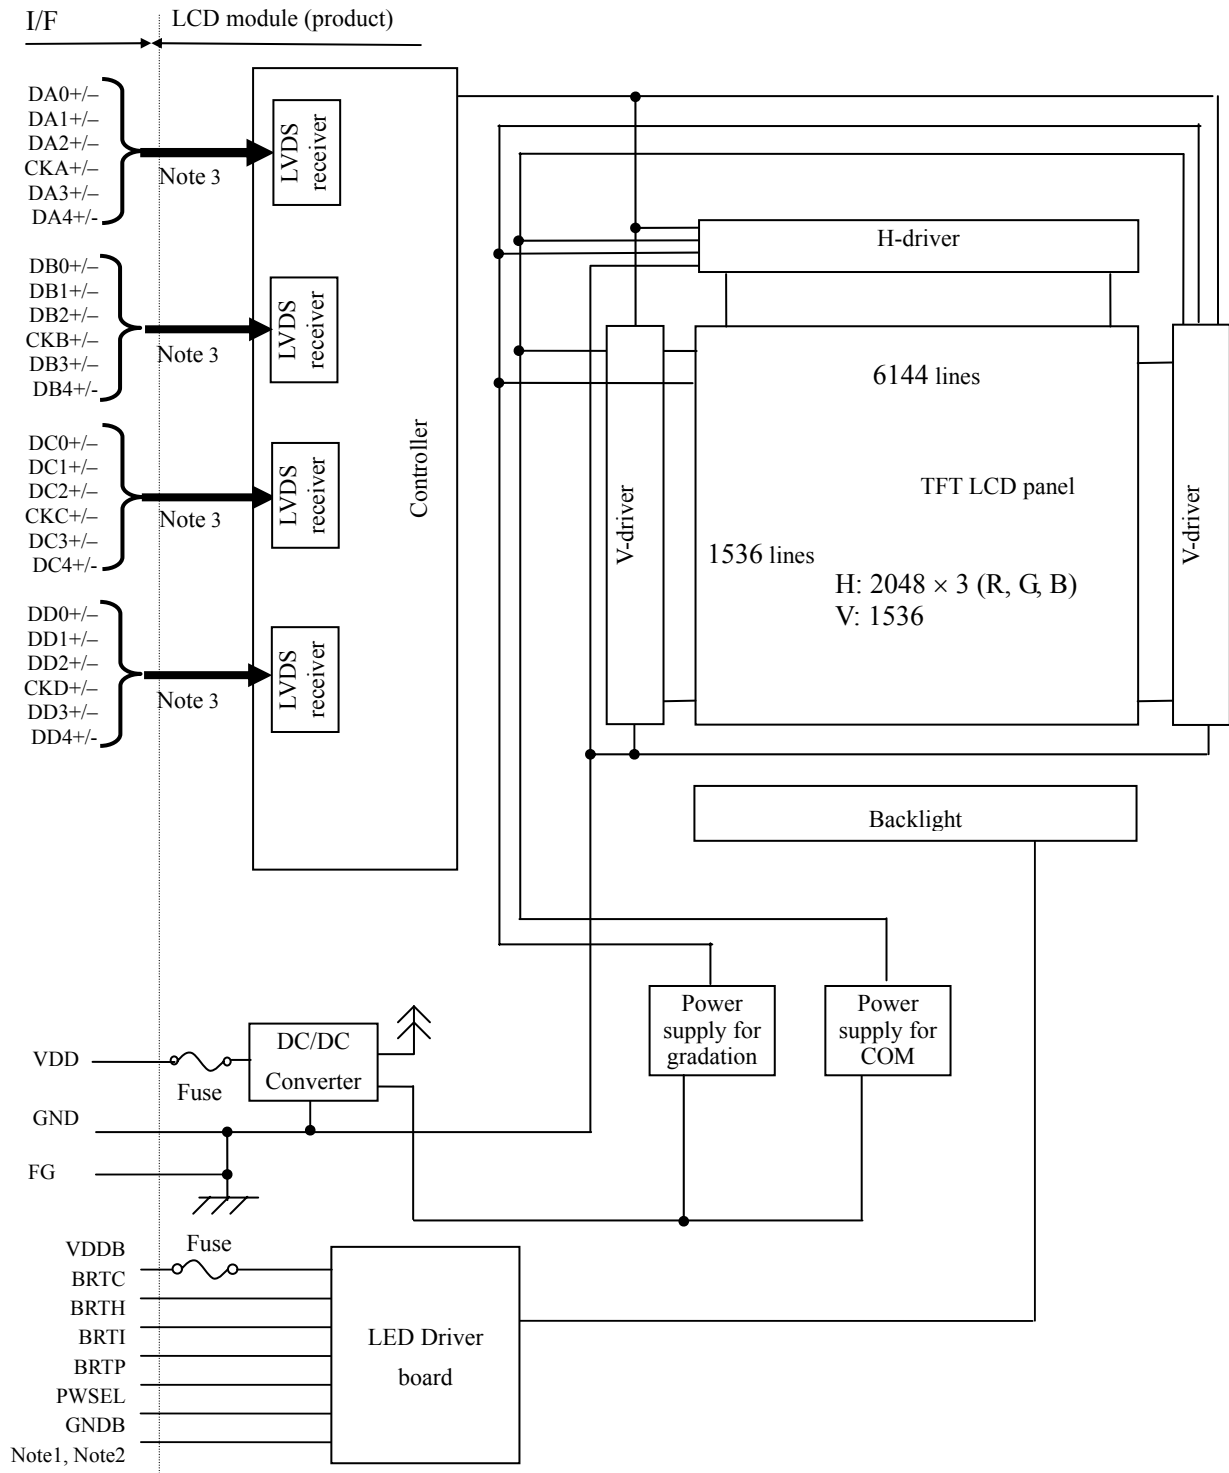 I/F
LCD module (product)
DA0+/–
DA1+/–
DA2+/–
CKA+/–
DA3+/–
DA4+/-
Note 3
LVDS
receiver
DB0+/–
DB1+/–
DB2+/–
CKB+/–
DB3+/–
DB4+/-
Note 3
LVDS
receiver
DC0+/–
DC1+/–
DC2+/–
CKC+/–
DC3+/–
DC4+/-
Note 3
LVDS
receiver
DD0+/–
DD1+/–
DD2+/–
CKD+/–
DD3+/–
DD4+/-
Note 3
LVDS
receiver
Controller
H-driver
V-driver
6144 lines
TFT LCD panel
1536 lines
H: 2048 × 3 (R, G, B)
V: 1536
V-driver
Backlight
Power
supply for
gradation
Power
supply for
COM
VDD
Fuse
DC/DC
Converter
GND
FG
VDDB
Fuse
BRTC
BRTH
BRTI
BRTP
PWSEL
GNDB
Note1, Note2
LED Driver
board